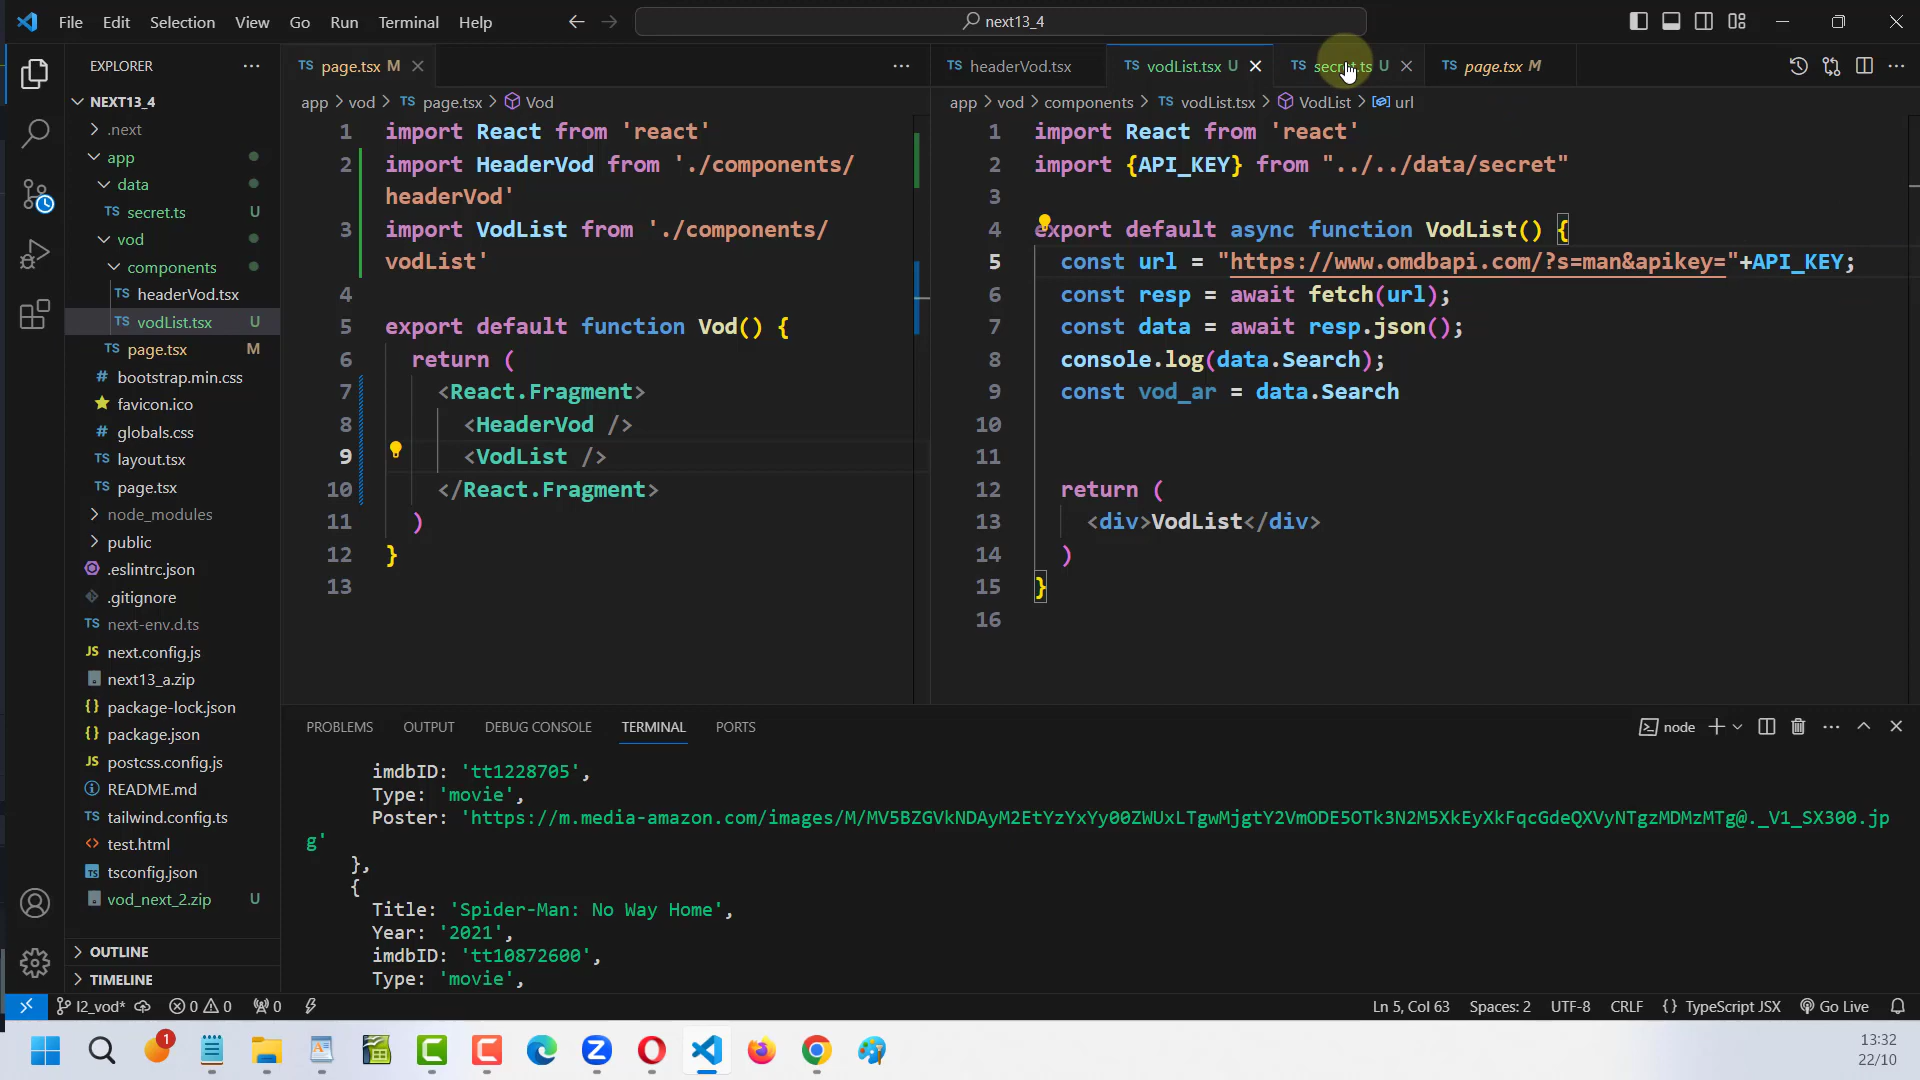 File Edit Selection View Go Run Terminal Help
next13_4
EXPLORER
NEXT13_4
.next
app
data
secret.ts U
vod
components
headerVod.tsx
vodList.tsx U
page.tsx M
bootstrap.min.css
favicon.ico
globals.css
layout.tsx
page.tsx
node_modules
public
.eslintrc.json
.gitignore
next-env.d.ts
next.config.js
next13_a.zip
package-lock.json
package.json
postcss.config.js
README.md
tailwind.config.ts
test.html
tsconfig.json
vod_next_2.zip U
OUTLINE
TIMELINE
page.tsx M
app > vod > TS page.tsx > Vod
1 import React from 'react'
2 import HeaderVod from './components/
headerVod'
3 import VodList from './components/
vodList'
4
5 export default function Vod() {
6 return (
7 <React.Fragment>
8 <HeaderVod />
9 <VodList />
10 </React.Fragment>
11 )
12 }
13
TS headerVod.tsx TS vodList.tsx U TS secret.ts U TS page.tsx M
app > vod > components > TS vodList.tsx > VodList > url
1 import React from 'react'
2 import {API_KEY} from "../../data/secret"
3
4 export default async function VodList() {
5 const url = "https://www.omdbapi.com/?s=man&apikey="+API_KEY;
6 const resp = await fetch(url);
7 const data = await resp.json();
8 console.log(data.Search);
9 const vod_ar = data.Search
10
11
12 return (
13 <div>VodList</div>
14 )
15 }
16
PROBLEMS OUTPUT DEBUG CONSOLE TERMINAL PORTS
node
imdbID: 'tt1228705',
Type: 'movie',
Poster: 'https://m.media-amazon.com/images/M/MV5BZGVkNDAyM2EtYzYxYy00ZWUxLTgwMjgtY2VmODE5OTk3N2M5XkEyXkFqcGdeQXVyNTgzMDMzMTg@._V1_SX300.jp
g'
},
{
Title: 'Spider-Man: No Way Home',
Year: '2021',
imdbID: 'tt10872600',
Type: 'movie',
l2_vod* 0 0 0
Ln 5, Col 63 Spaces: 2 UTF-8 CRLF {} TypeScript JSX Go Live
1
13:32
22/10